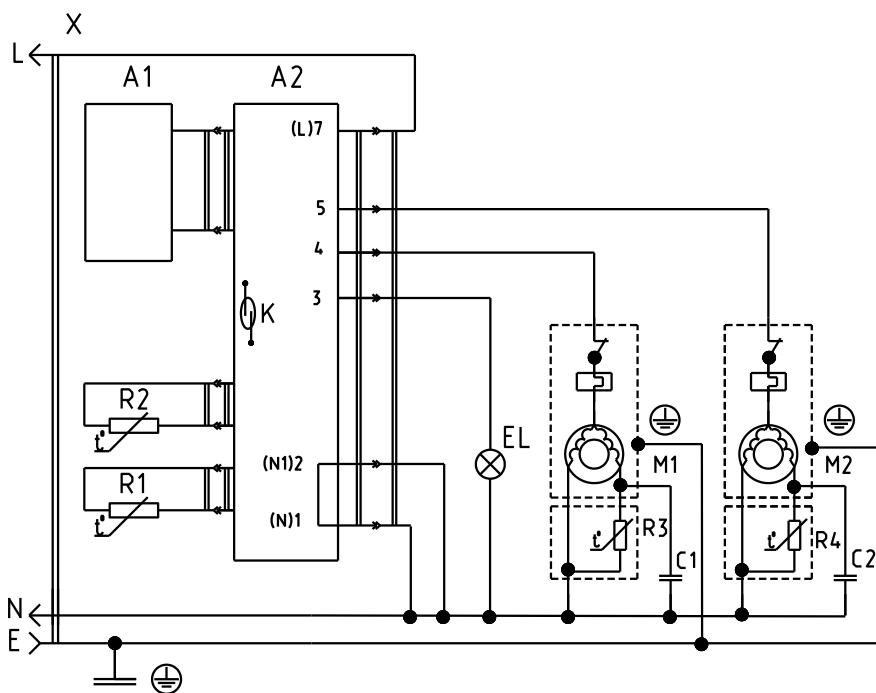 X
L
A1
A2
(L)7
5
4
3
K
R2
t°
EL
(N1)2
M1
M2
R1
t°
(N)1
R3
t°
R4
t°
C1
C2
N
E